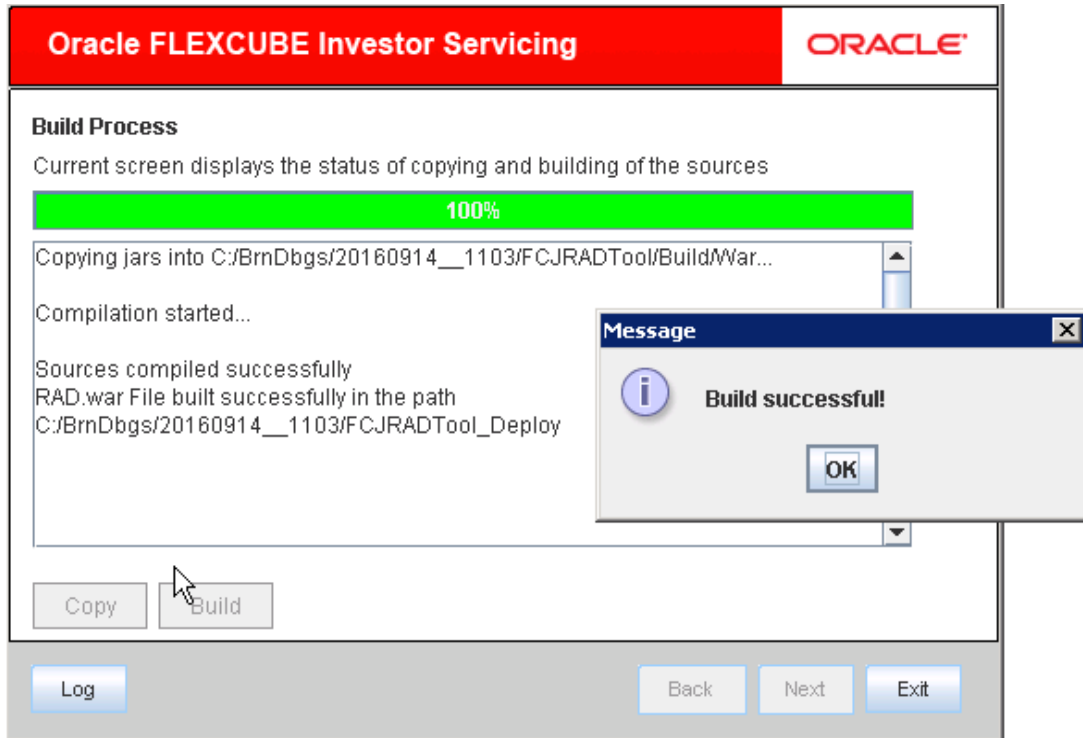 Oracle FLEXCUBE Investor Servicing
ORACLE'
Build Process
Current screen displays the status of copying and building of the sources
100%
Copying jars into C:/BrnDbgs/20160914__1103/FCJRADTool/Build/War...
Compilation started...
Sources compiled successfully
RAD.war File built successfully in the path
C:/BrnDbgs/20160914__1103/FCJRADTool_Deploy
Message
Build successful!
OK
Copy
Build
Log
Back
Next
Exit